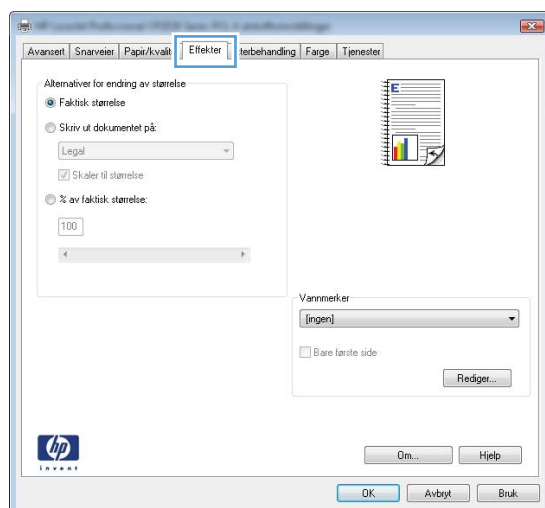 Avansert Snarveier Papir/kvalit Effekter terbehandling Farge Tjenester
Alternativer for endring av størrelse
Faktisk størrelse
Skriv ut dokumentet på:
Legal
Skaler til størrelse
% av faktisk størrelse:
100
E
Vannmerker
[ingen]
Bare første side
Rediger...
hp
invent
Om... Hjelp
OK Avbryt Bruk